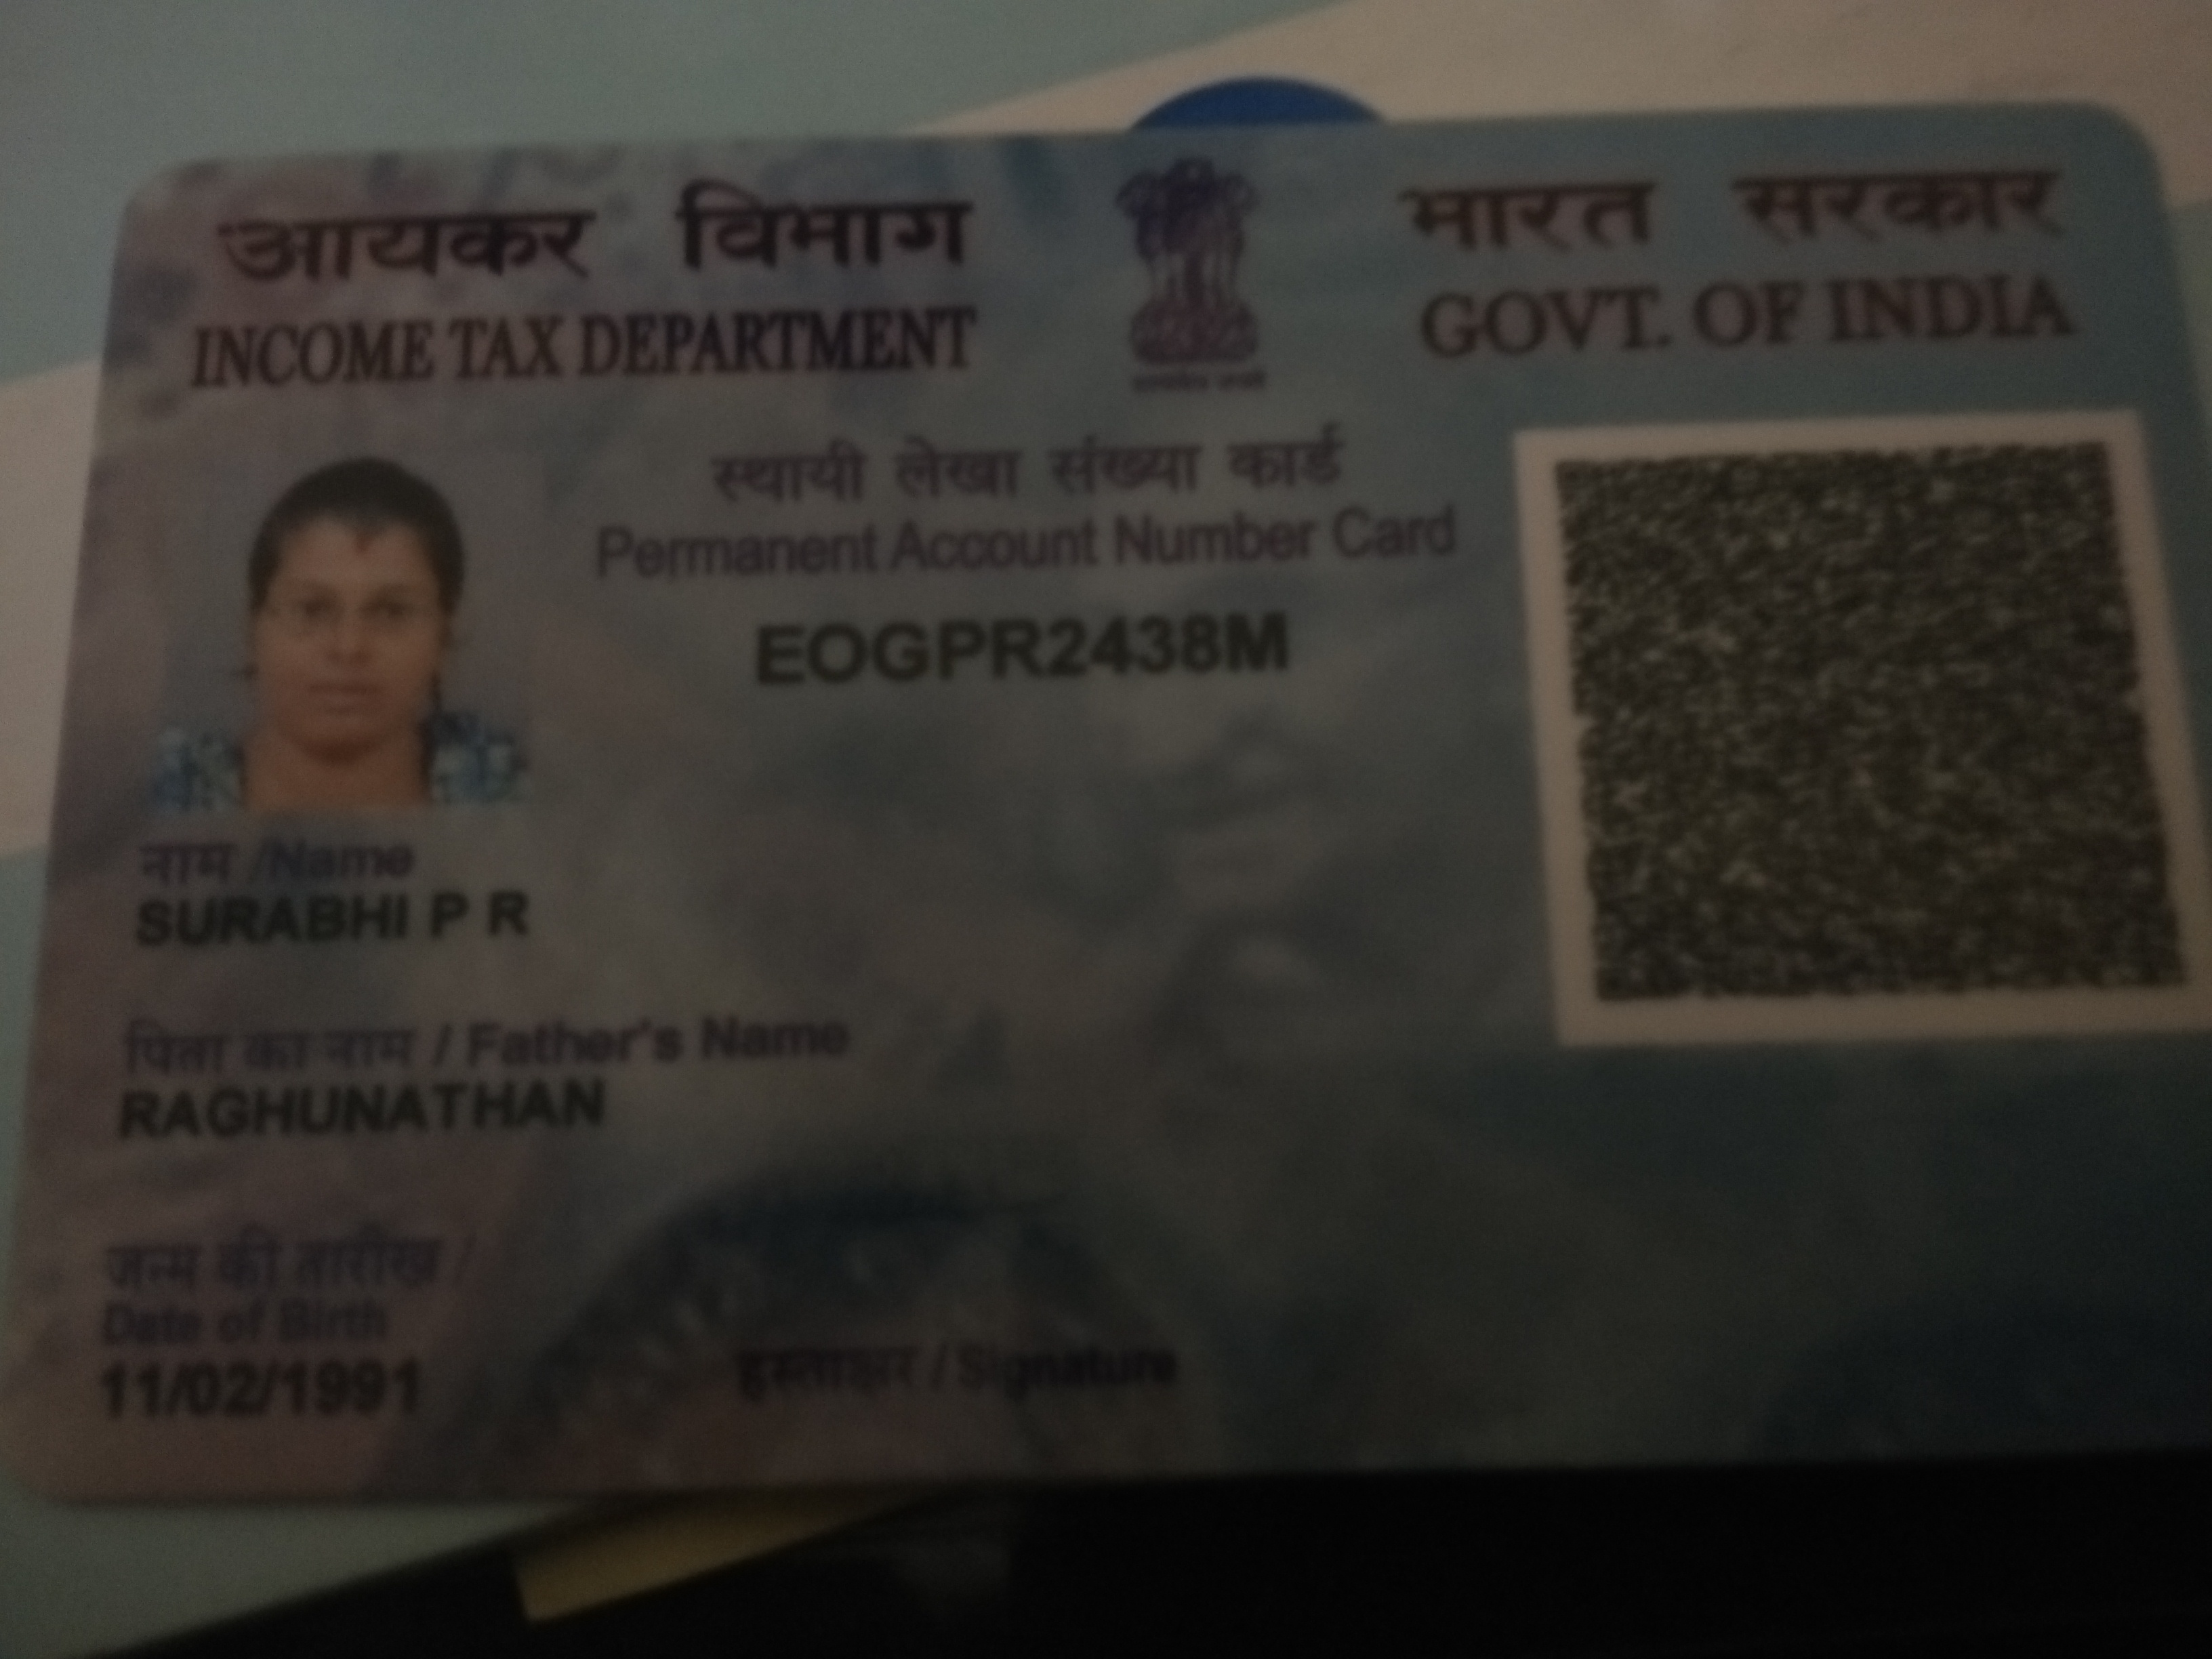 आयकर विभाग
INCOME TAX DEPARTMENT
भारत सरकार
GOVT. OF INDIA
स्थायी लेखा संख्या कार्ड
Permanent Account Number Card
EOGPR2438M
नाम /Name
SURABHI P R
पिता का नाम / Father's Name
RAGHUNATHAN
जन्म की तारीख /
Date of Birth
11/02/1991
हस्ताक्षर / Signature